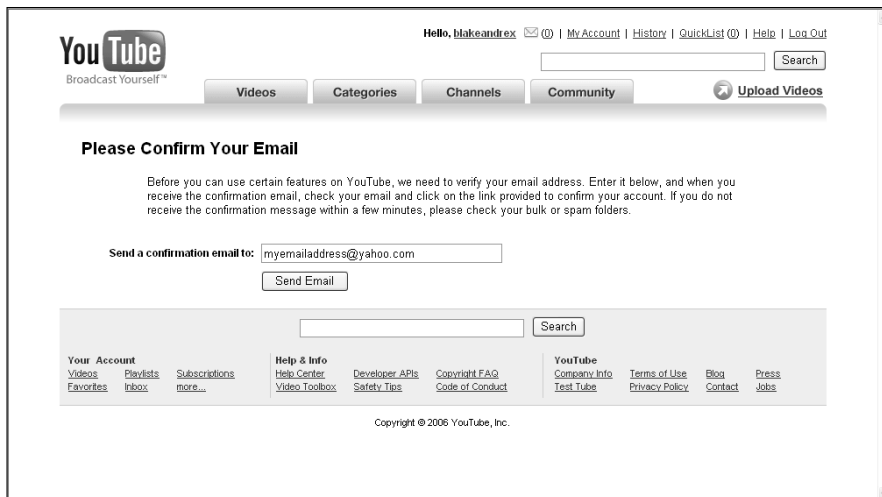 Hello, blakeandrex (0) | My Account | History | QuickList (0) | Help | Log Out
You Tube
Broadcast Yourself™
Search
Videos Categories Channels Community Upload Videos
Please Confirm Your Email
Before you can use certain features on YouTube, we need to verify your email address. Enter it below, and when you
receive the confirmation email, check your email and click on the link provided to confirm your account. If you do not
receive the confirmation message within a few minutes, please check your bulk or spam folders.
Send a confirmation email to: myemailaddress@yahoo.com
Send Email
Search
Your Account Help & Info YouTube
Videos Playlists Subscriptions Help Center Developer APIs Copyright FAQ Company Info Terms of Use Blog Press
Favorites Inbox more... Video Toolbox Safety Tips Code of Conduct Test Tube Privacy Policy Contact Jobs
Copyright © 2006 YouTube, Inc.